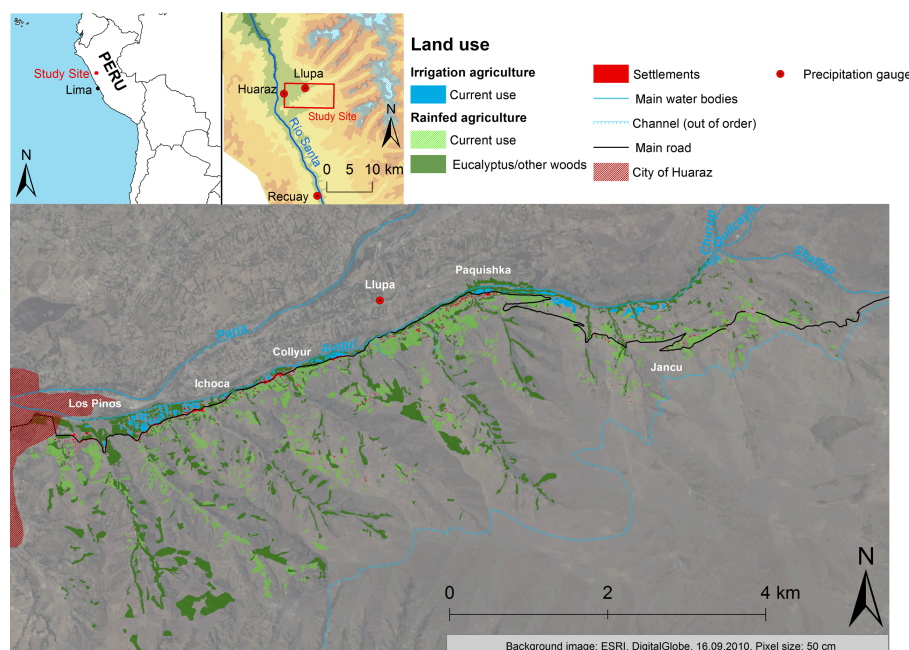 PERU
Study Site
Lima
N
Llupa
Huaraz
Study Site
N
Rio Santa
0 5 10 km
Recuay
Land use
Irrigation agriculture
Current use
Rainfed agriculture
Current use
Eucalyptus/other woods
Settlements
Main water bodies
Channel (out of order)
Main road
City of Huaraz
Precipitation gauge
Churup
Quilcayh
Shallap
Paquishka
Llupa
Paria
Auqui
Collyur
Ichoca
Jancu
Los Pinos
N
0 2 4 km
Background image: ESRI, DigitalGlobe, 16.09.2010, Pixel size: 50 cm